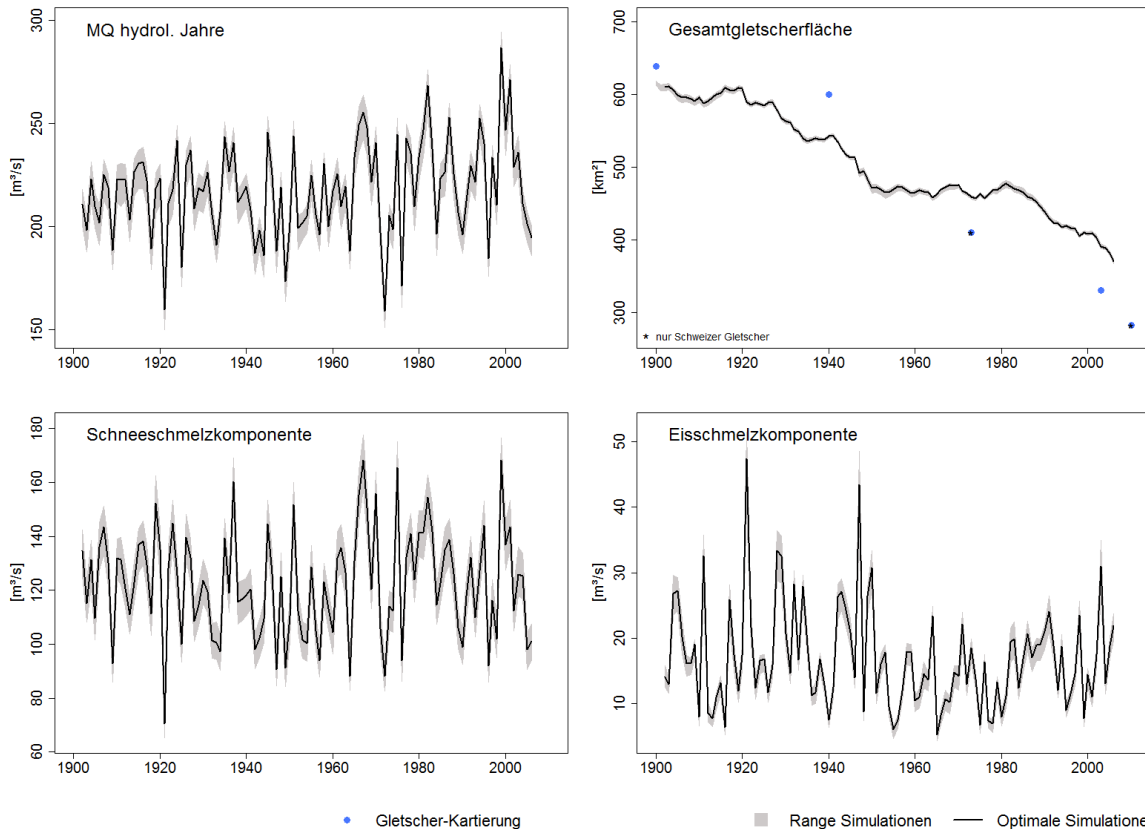 MQ hydrol. Jahre
[m³/s]
300
250
200
150
1900 1920 1940 1960 1980 2000
Gesamtgletscherfläche
[km²]
700
600
500
400
300
* nur Schweizer Gletscher
1900 1920 1940 1960 1980 2000
Schneeschmelzkomponente
[m³/s]
180
160
140
120
100
80
60
1900 1920 1940 1960 1980 2000
Eisschmelzkomponente
[m³/s]
50
40
30
20
10
1900 1920 1940 1960 1980 2000
Gletscher-Kartierung
Range Simulationen
Optimale Simulatione